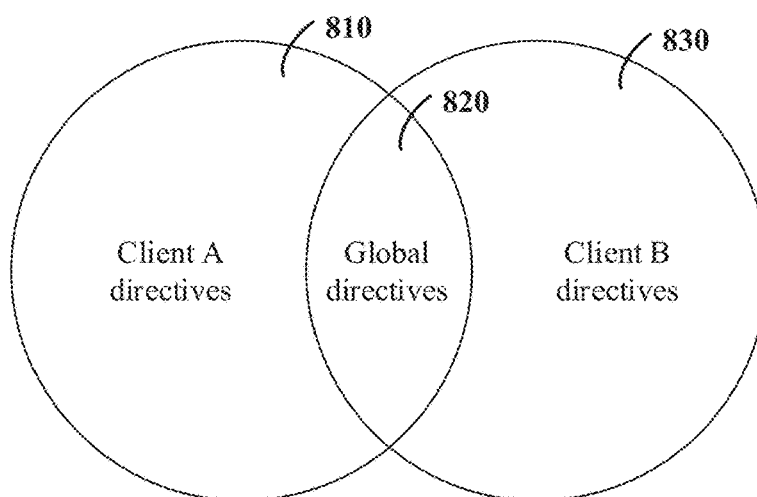 810
830
820
Client A
directives
Global
directives
Client B
directives